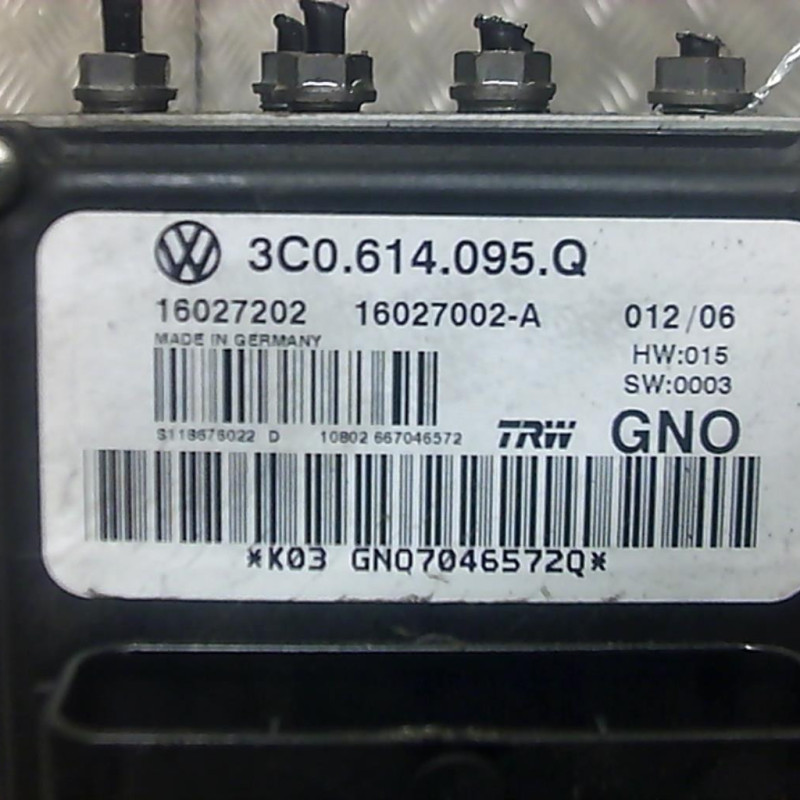 3C0.614.095.Q
16027202 16027002-A 012/06
MADE IN GERMANY
HW:015
SW:0003
S118676022 D 10802 667046572 TRW GNO
*K03 GNQ7046572Q*